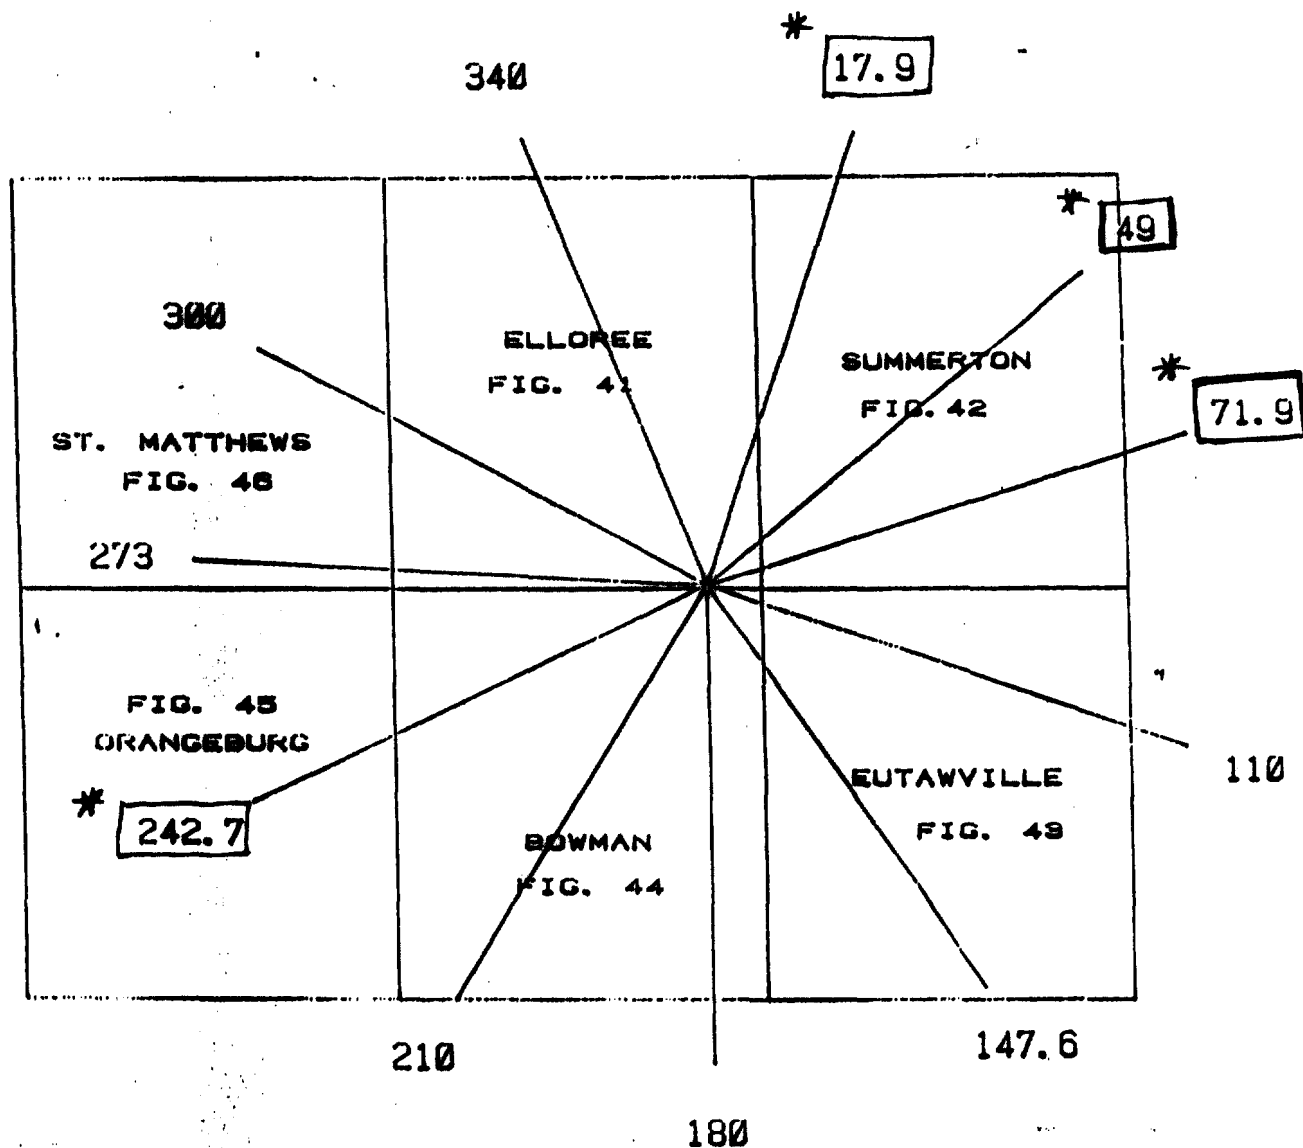 *
17.9
340
*
49
300
ELLOREE
FIG. 41
SUMMERTON
FIG. 42
*
71.9
ST. MATTHEWS
FIG. 46
273
FIG. 45
ORANGEBURG
*
242.7
EUTAWVILLE
FIG. 43
110
BOWMAN
FIG. 44
210
147.6
180